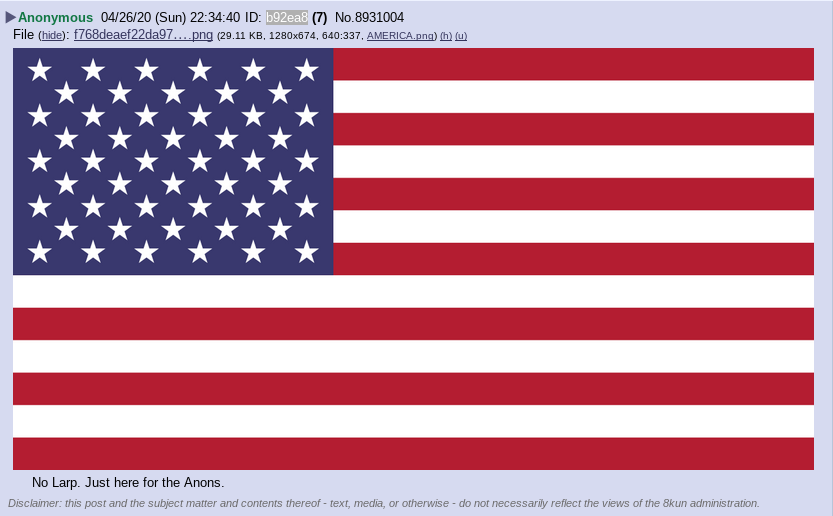 Anonymous 04/26/20 (Sun) 22:34:40 ID: b92ea8 (7) No.8931004
File (hide): f768deaef22da97....png (29.11 KB, 1280x674, 640:337, AMERICA.png) (h) (u)
No Larp. Just here for the Anons.
Disclaimer: this post and the subject matter and contents thereof - text, media, or otherwise - do not necessarily reflect the views of the 8kun administration.